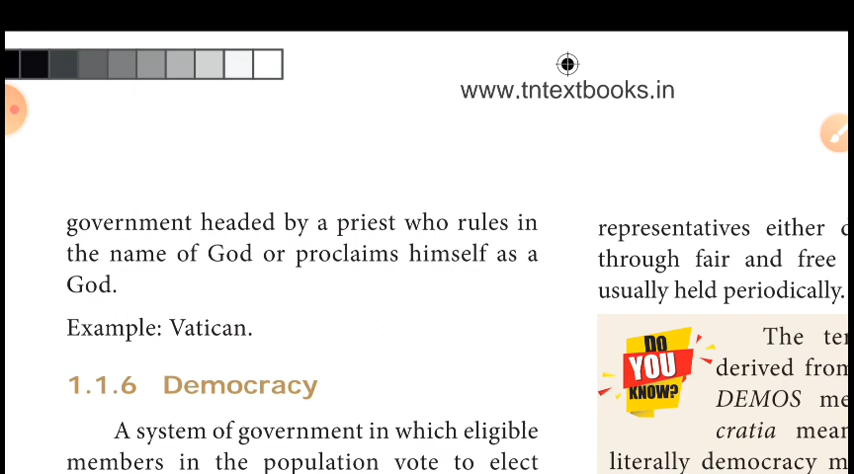 www.tntextbooks.in
government headed by a priest who rules in
the name of God or proclaims himself as a
God.
Example: Vatican.
1.1.6 Democracy
A system of government in which eligible
members in the population vote to elect
representatives either
through fair and free
usually held periodically.
DO
YOU
KNOW?
The
derived from
DEMOS
cratia
literally democracy